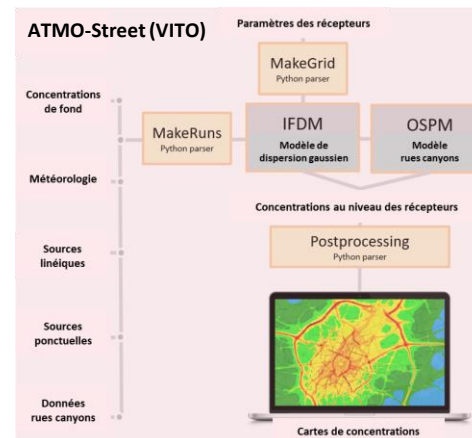 ATMO-Street (VITO)
Paramètres des récepteurs
MakeGrid
Python parser
Concentrations
de fond
MakeRuns
Python parser
IFDM
Modèle de
dispersion gaussien
OSPM
Modèle
rues canyons
Météorologie
Concentrations au niveau des récepteurs
Sources
linéiques
Postprocessing
Python parser
Sources
ponctuelles
Données
rues canyons
Cartes de concentrations